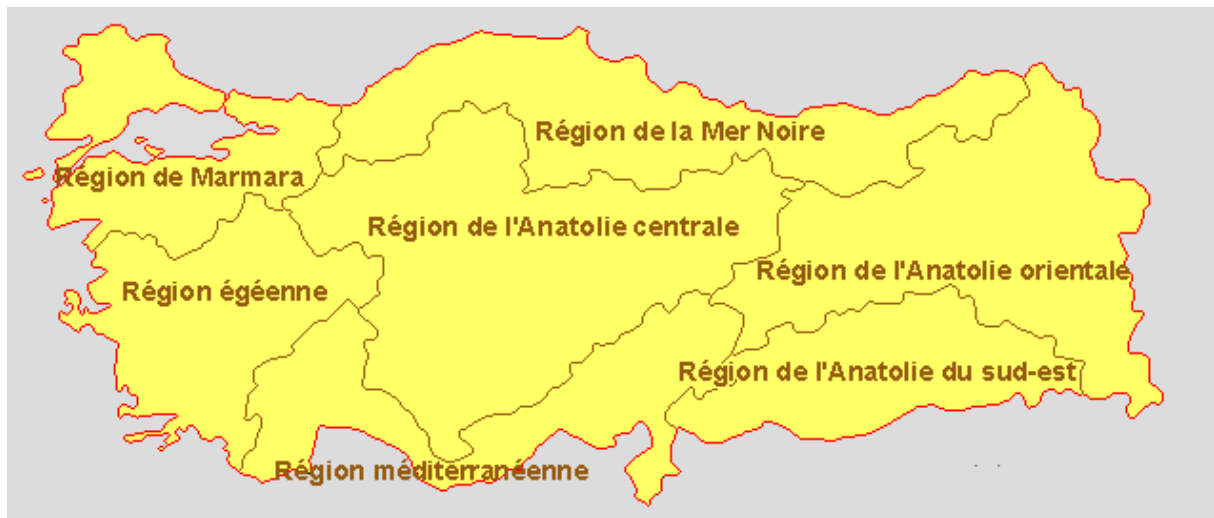 Région de la Mer Noire
Région de Marmara
Région de l'Anatolie centrale
Région de l'Anatolie orientale
Région égéenne
Région de l'Anatolie du sud-est
Région méditerranéenne